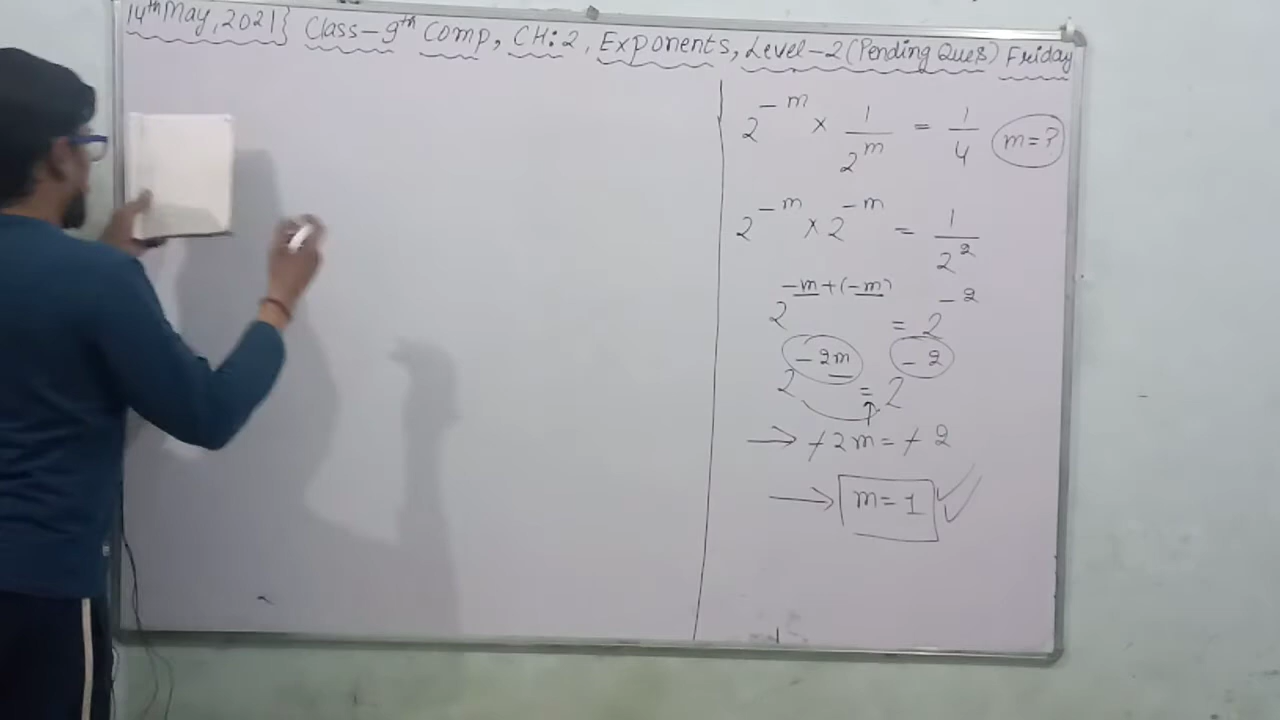 14th May, 2021} Class-9th Comp, CH:2, Exponents, Level-2 (Pending Ques) Friday
2^-m × 1/2^m = 1/4 m=?
2^-m × 2^-m = 1/2^2
2^-m+(-m) = 2^-2
2^-2m = 2^-2
→ +2m = +2
→ m = 1